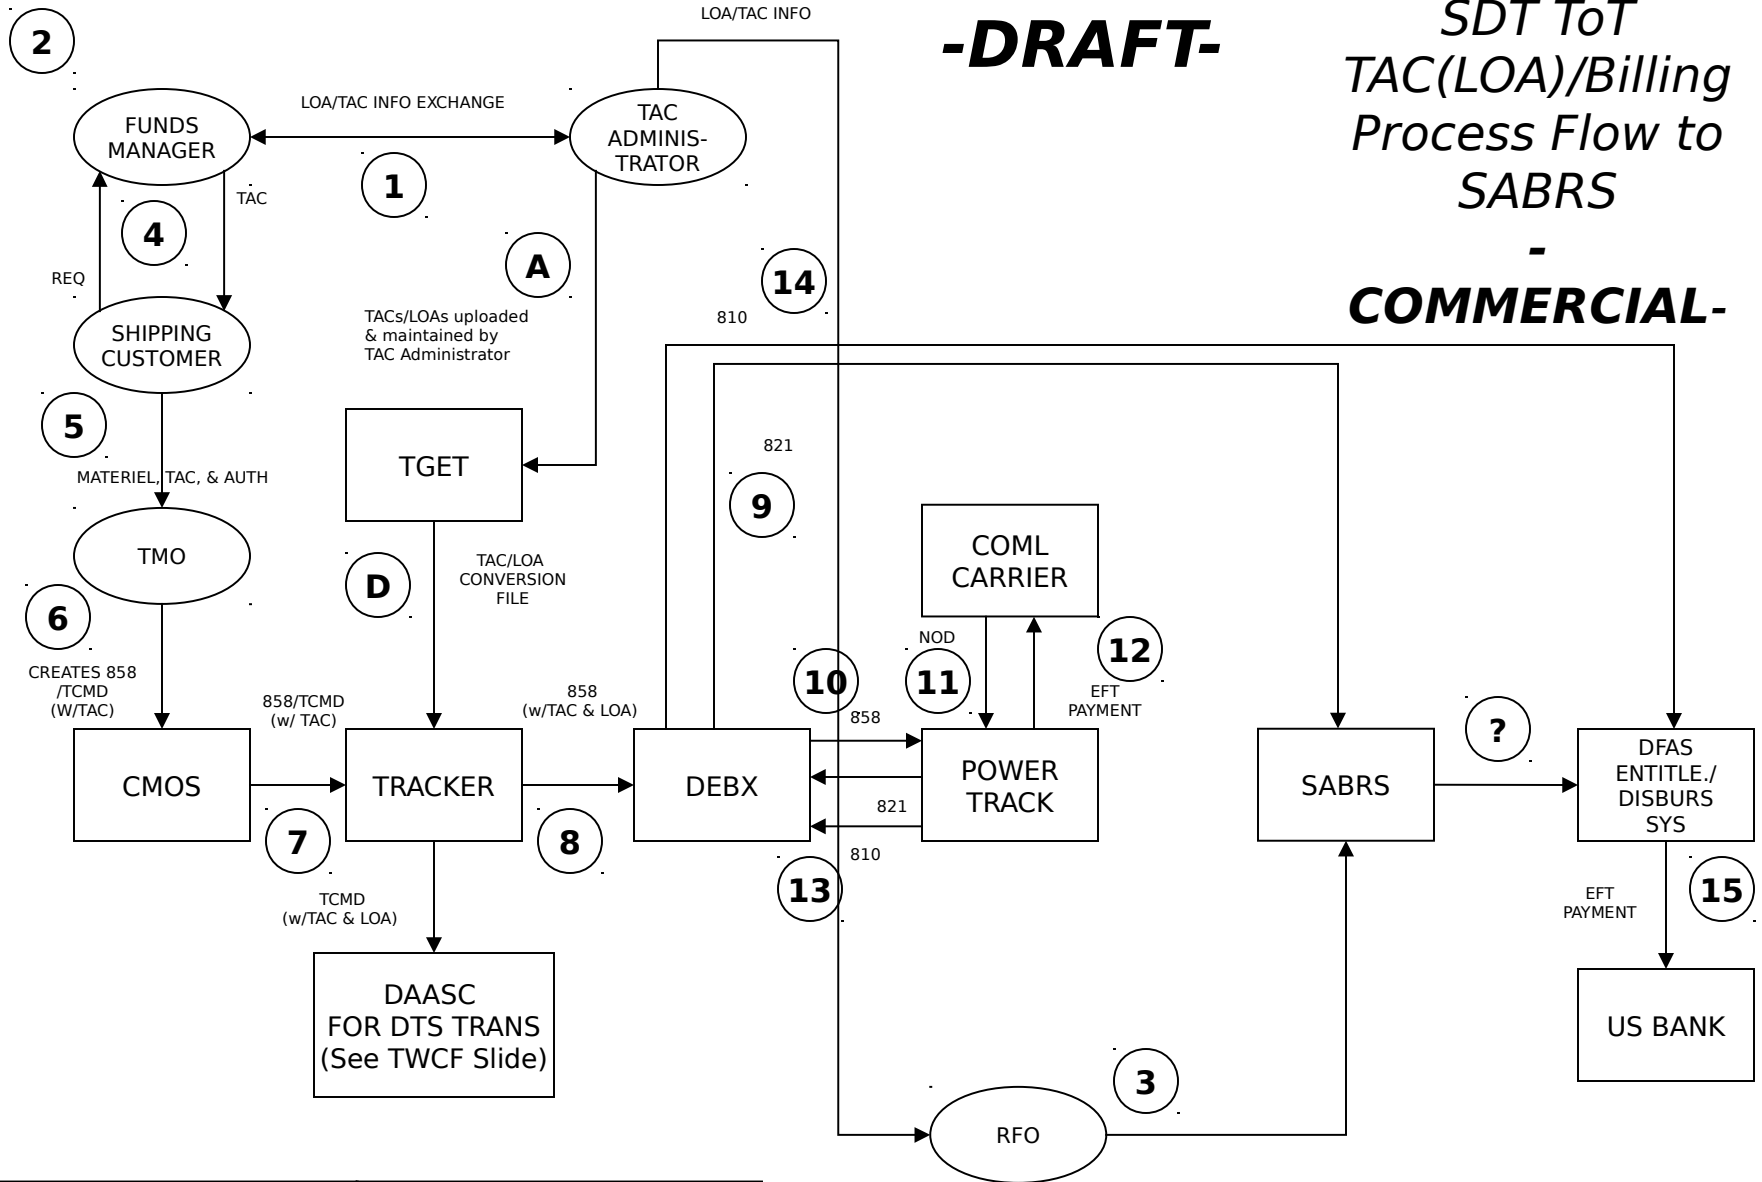 LOA/TAC INFO
-DRAFT-
SDT ToT
TAC(LOA)/Billing
Process Flow to
SABRS
-
COMMERCIAL-
2
FUNDS
MANAGER
LOA/TAC INFO EXCHANGE
TAC
ADMINIS-
TRATOR
1
TAC
4
REQ
A
14
810
SHIPPING
CUSTOMER
TACs/LOAs uploaded
& maintained by
TAC Administrator
5
MATERIEL, TAC, & AUTH
TGET
821
9
TMO
D
TAC/LOA
CONVERSION
FILE
COML
CARRIER
6
CREATES 858
/TCMD
(W/TAC)
858/TCMD
(w/ TAC)
858
(w/TAC & LOA)
10
858
NOD
11
12
EFT
PAYMENT
?
CMOS
TRACKER
DEBX
POWER
TRACK
SABRS
DFAS
ENTITLE./
DISBURS
SYS
821
810
7
8
13
TCMD
(w/TAC & LOA)
EFT
PAYMENT
15
DAASC
FOR DTS TRANS
(See TWCF Slide)
US BANK
3
RFO